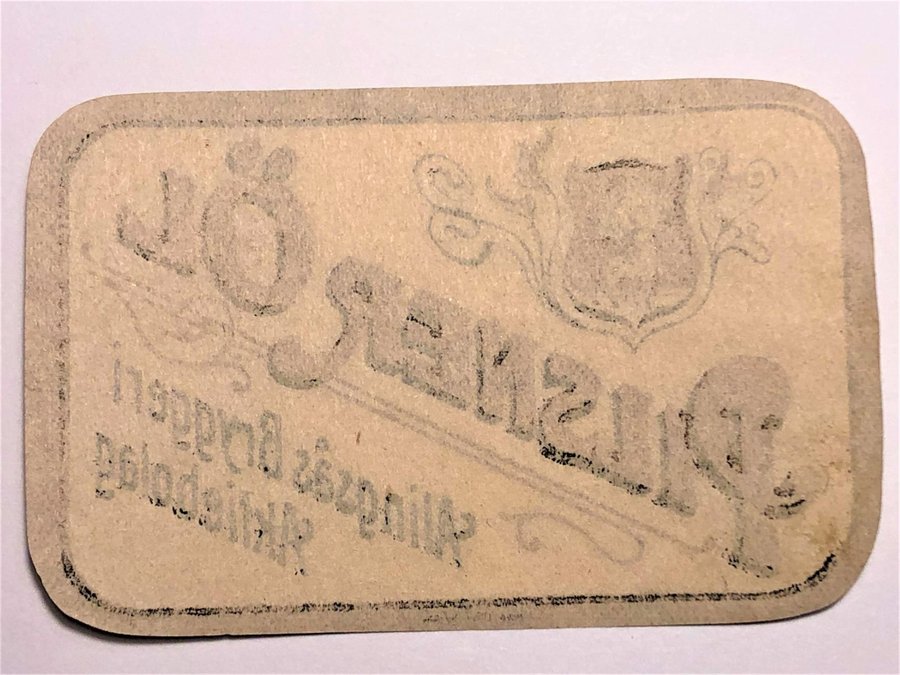 PILSNER ÖL
Alingsås Bryggeri
Aktiebolag